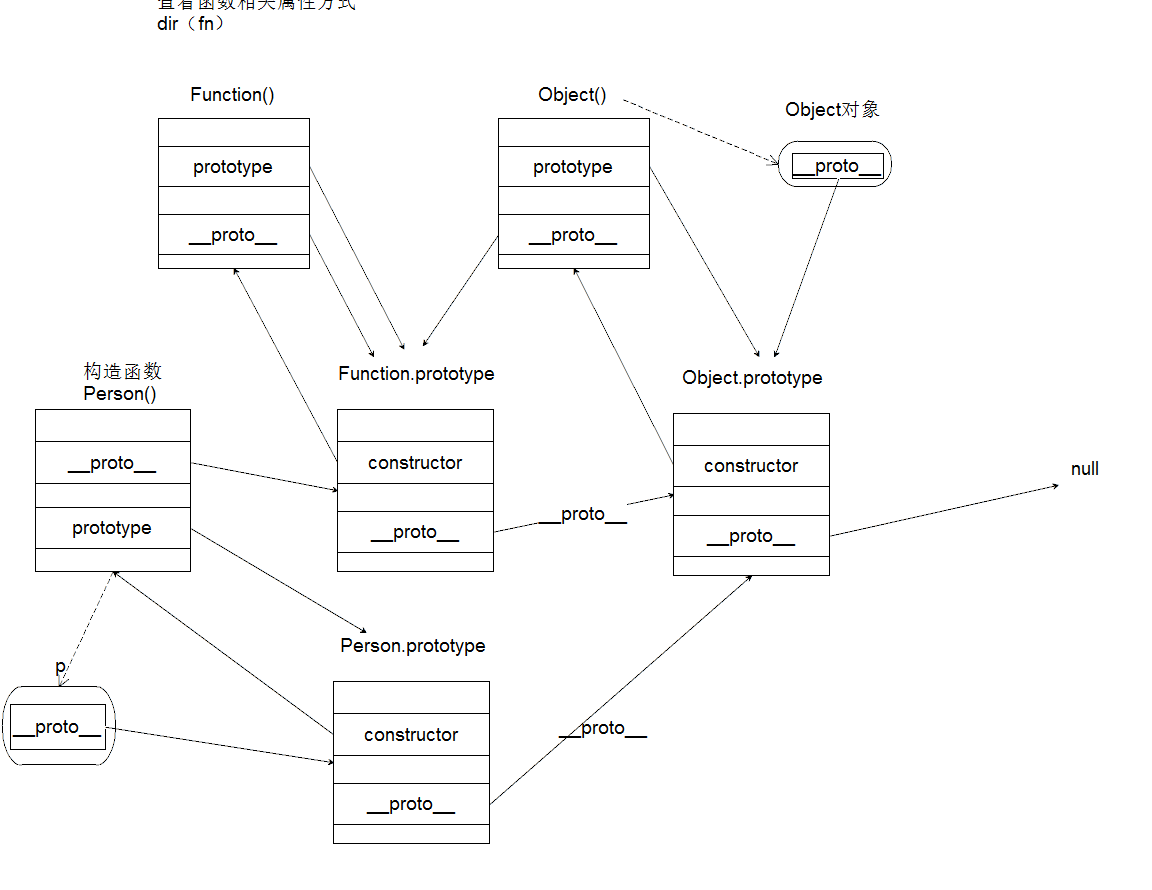 查看函数相关属性方式
dir（fn）
Function()
Object()
Object对象
prototype
prototype
__proto__
__proto__
__proto__
构造函数
Person()
Function.prototype
Object.prototype
__proto__
constructor
constructor
null
prototype
__proto__
__proto__
__proto__
Person.prototype
p
__proto__
constructor
__proto__
__proto__